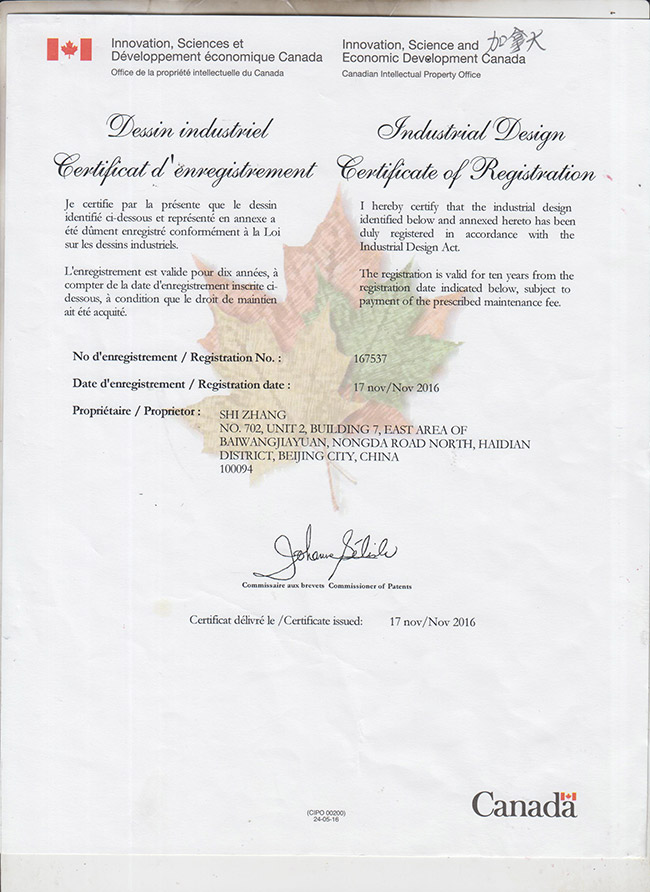 Innovation, Sciences et
Développement économique Canada
Office de la propriété intellectuelle du Canada
Innovation, Science and
Economic Development Canada
Canadian Intellectual Property Office
加拿大
Dessin industriel
Certificat d'énregistrement
Industrial Design
Certificate of Registration
Je certifie par la présente que le dessin
identifié ci-dessous et représenté en annexe a
été dûment enregistré conformément à la Loi
sur les dessins industriels.
L'enregistrement est valide pour dix années, à
compter de la date d'enregistrement inscrite ci-
dessous, à condition que le droit de maintien
ait été acquité.
I hereby certify that the industrial design
identified below and annexed hereto has been
duly registered in accordance with the
Industrial Design Act.
The registration is valid for ten years from the
registration date indicated below, subject to
payment of the prescribed maintenance fee.
No d'enregistrement / Registration No. : 167537
Date d'enregistrement / Registration date : 17 nov/Nov 2016
Propriétaire / Proprietor : SHI ZHANG
NO. 702, UNIT 2, BUILDING 7, EAST AREA OF
BAIWANGJIAYUAN, NONGDA ROAD NORTH, HAIDIAN
DISTRICT, BEIJING CITY, CHINA
100094
Commissaire aux brevets Commissioner of Patents
Certificat délivré le /Certificate issued: 17 nov/Nov 2016
(CIPO 00200)
24-05-16
Canada